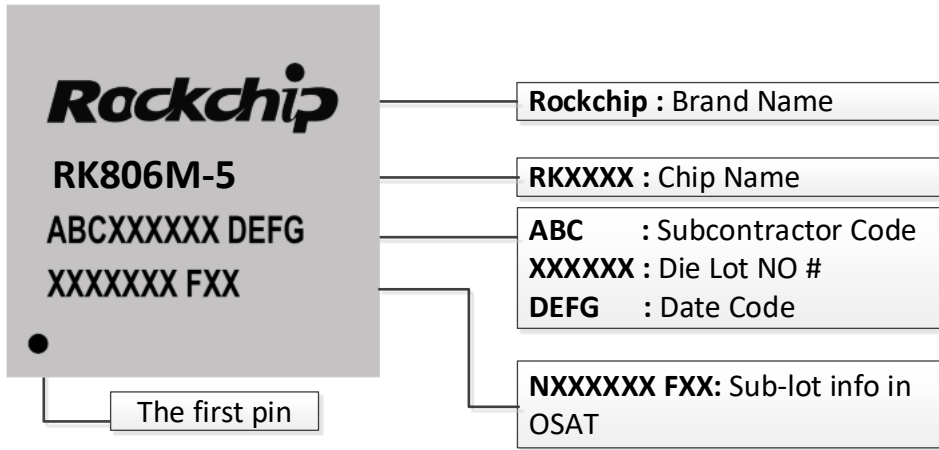 Rockchip
RK806M-5
ABCXXXXXX DEFG
XXXXXXX FXX
The first pin
Rockchip : Brand Name
RKXXXX : Chip Name
ABC : Subcontractor Code
XXXXXX : Die Lot NO #
DEFG : Date Code
NXXXXXX FXX: Sub-lot info in
OSAT